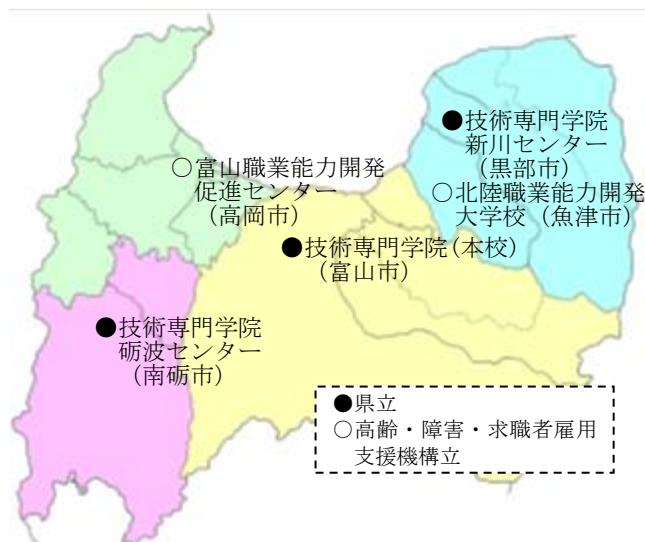 ●技術専門学院
新川センター
（黒部市）
○北陸職業能力開発
大学校（魚津市）
○富山職業能力開発
促進センター
（高岡市）
●技術専門学院（本校）
（富山市）
●技術専門学院
砺波センター
（南砺市）
●県立
○高齢・障害・求職者雇用
支援機構立